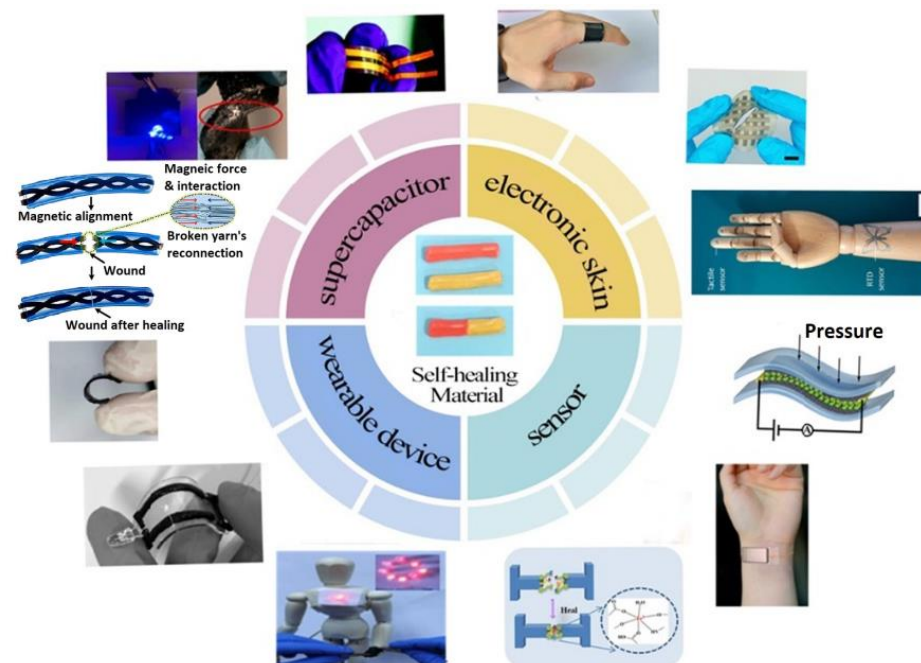 Magneic force
& interaction
Magnetic alignment
Broken yarn's
reconnection
Wound
Wound after healing
supercapacitor
electronic skin
wearable device
sensor
Self-healing
Material
Tactile
sensor
RTD
sensor
Pressure
A
Heal